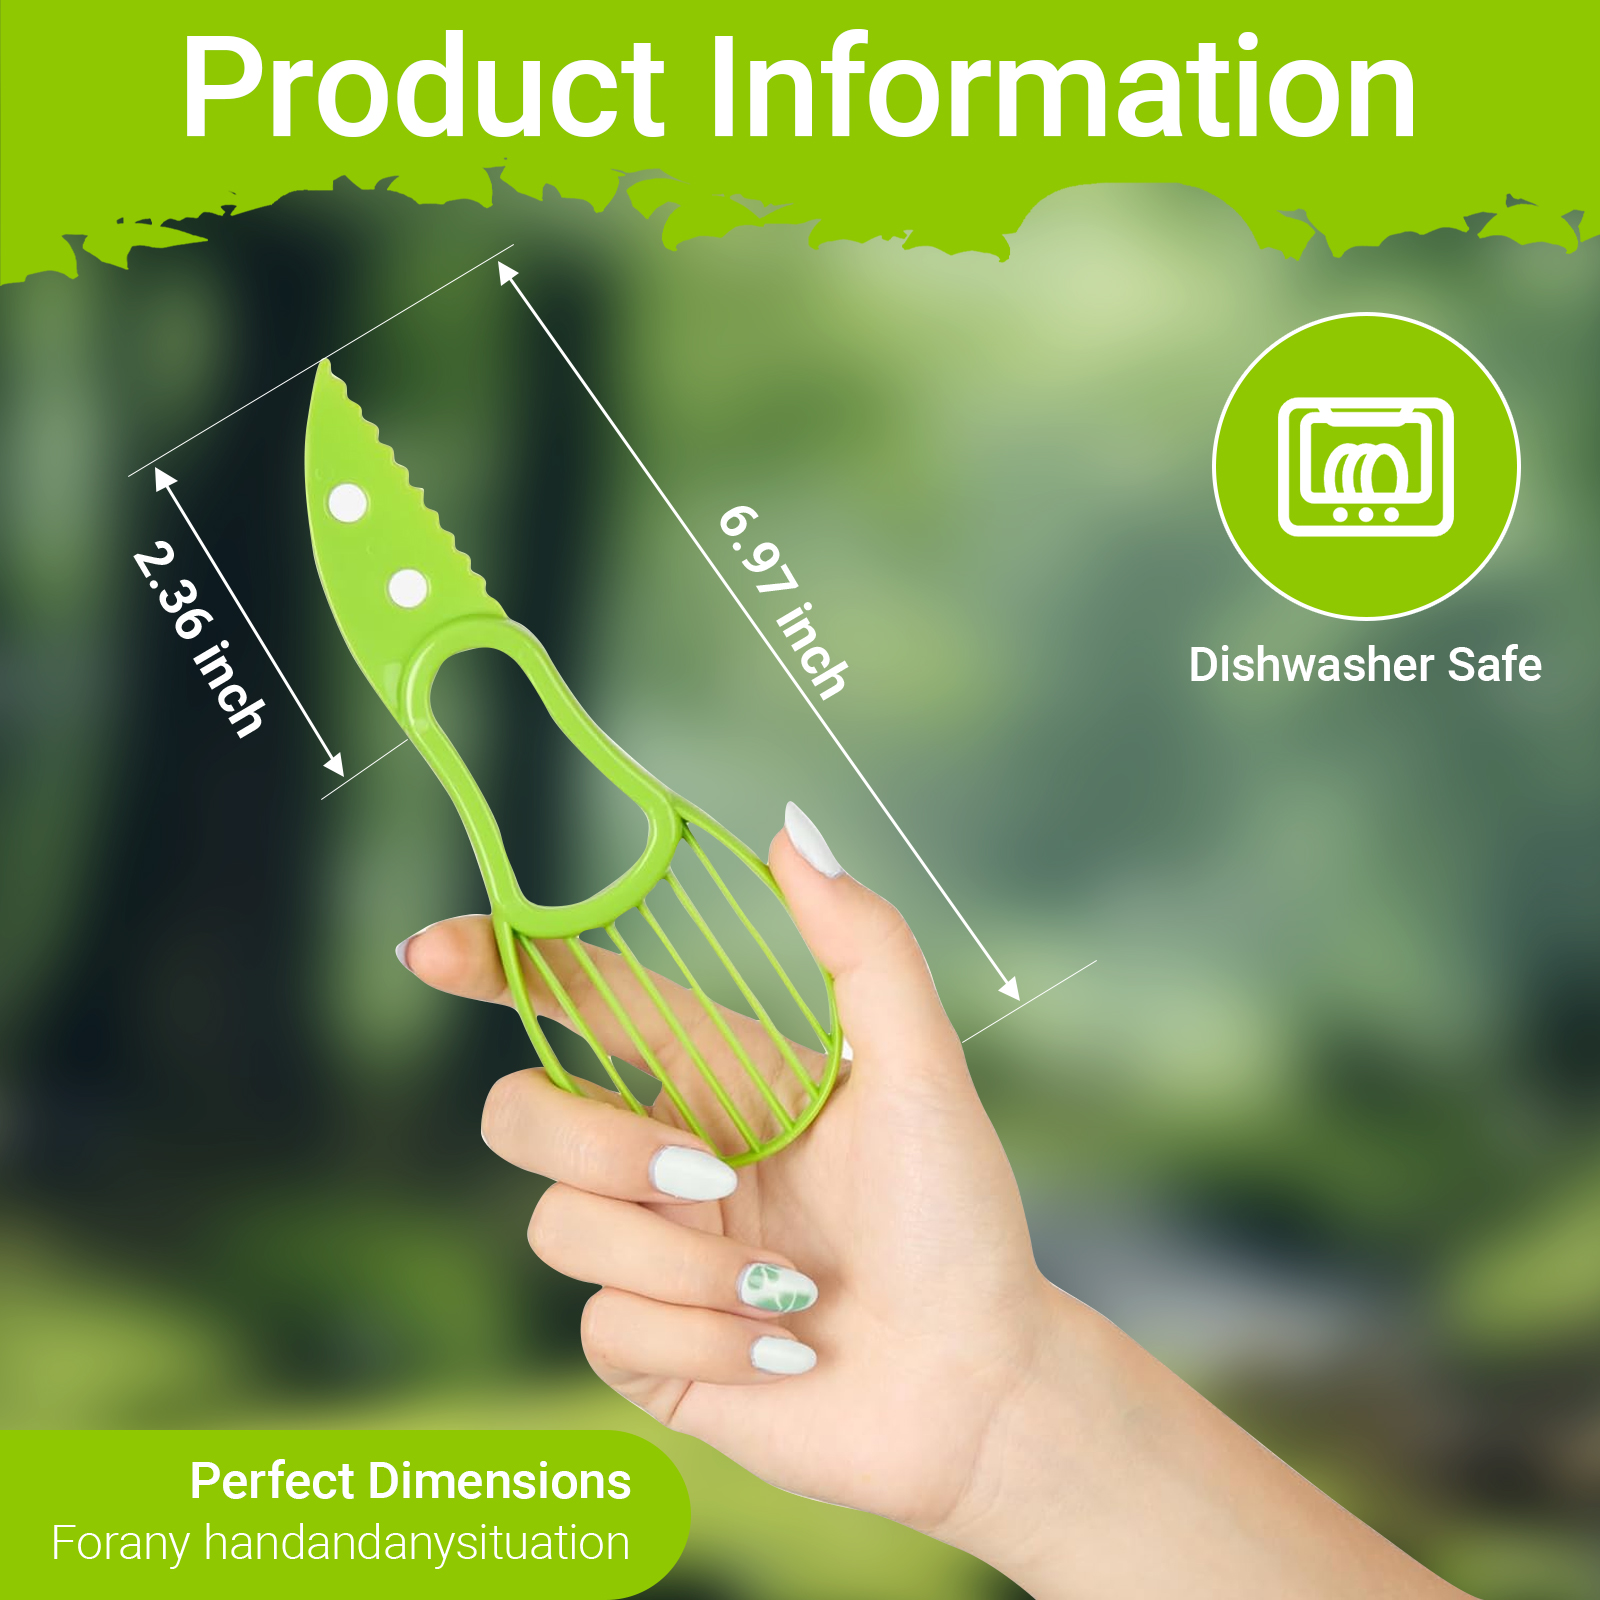 Product Information
2.36 inch
6.97 inch
Dishwasher Safe
Perfect Dimensions
Forany handandanysituation